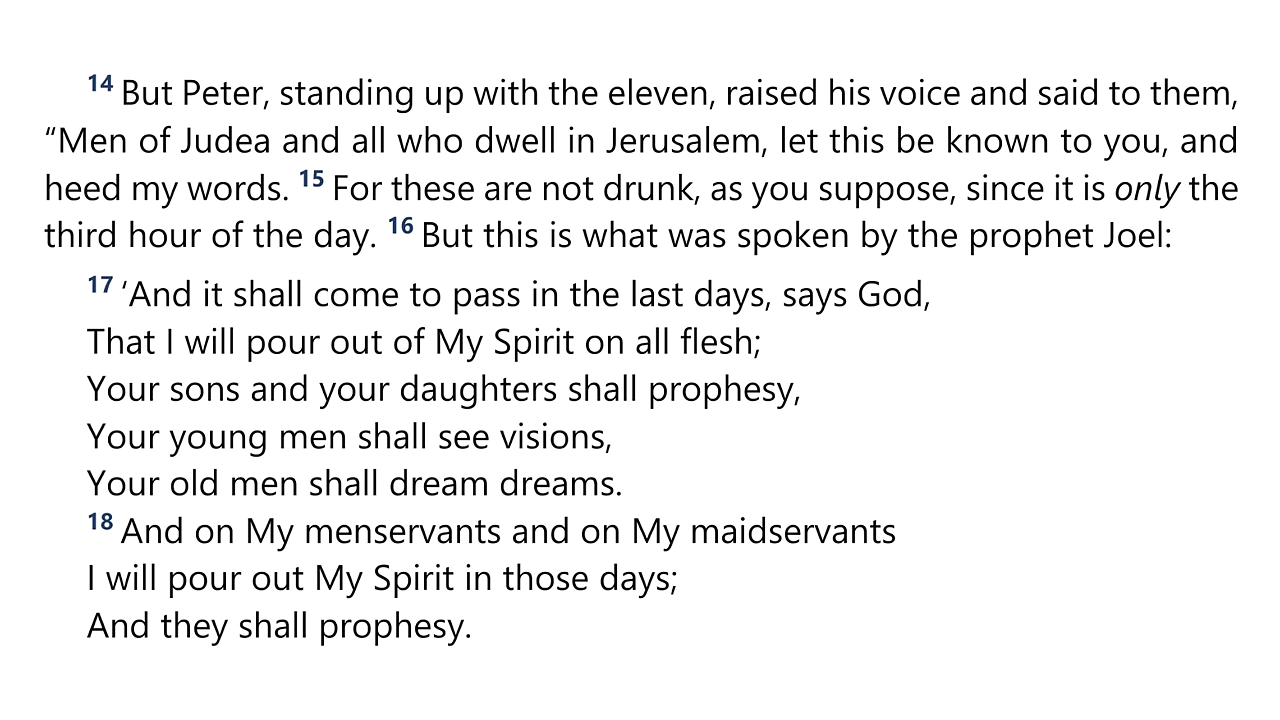 14 But Peter, standing up with the eleven, raised his voice and said to them,
“Men of Judea and all who dwell in Jerusalem, let this be known to you, and
heed my words. 15 For these are not drunk, as you suppose, since it is only the
third hour of the day. 16 But this is what was spoken by the prophet Joel:
17 ‘And it shall come to pass in the last days, says God,
That I will pour out of My Spirit on all flesh;
Your sons and your daughters shall prophesy,
Your young men shall see visions,
Your old men shall dream dreams.
18 And on My menservants and on My maidservants
I will pour out My Spirit in those days;
And they shall prophesy.